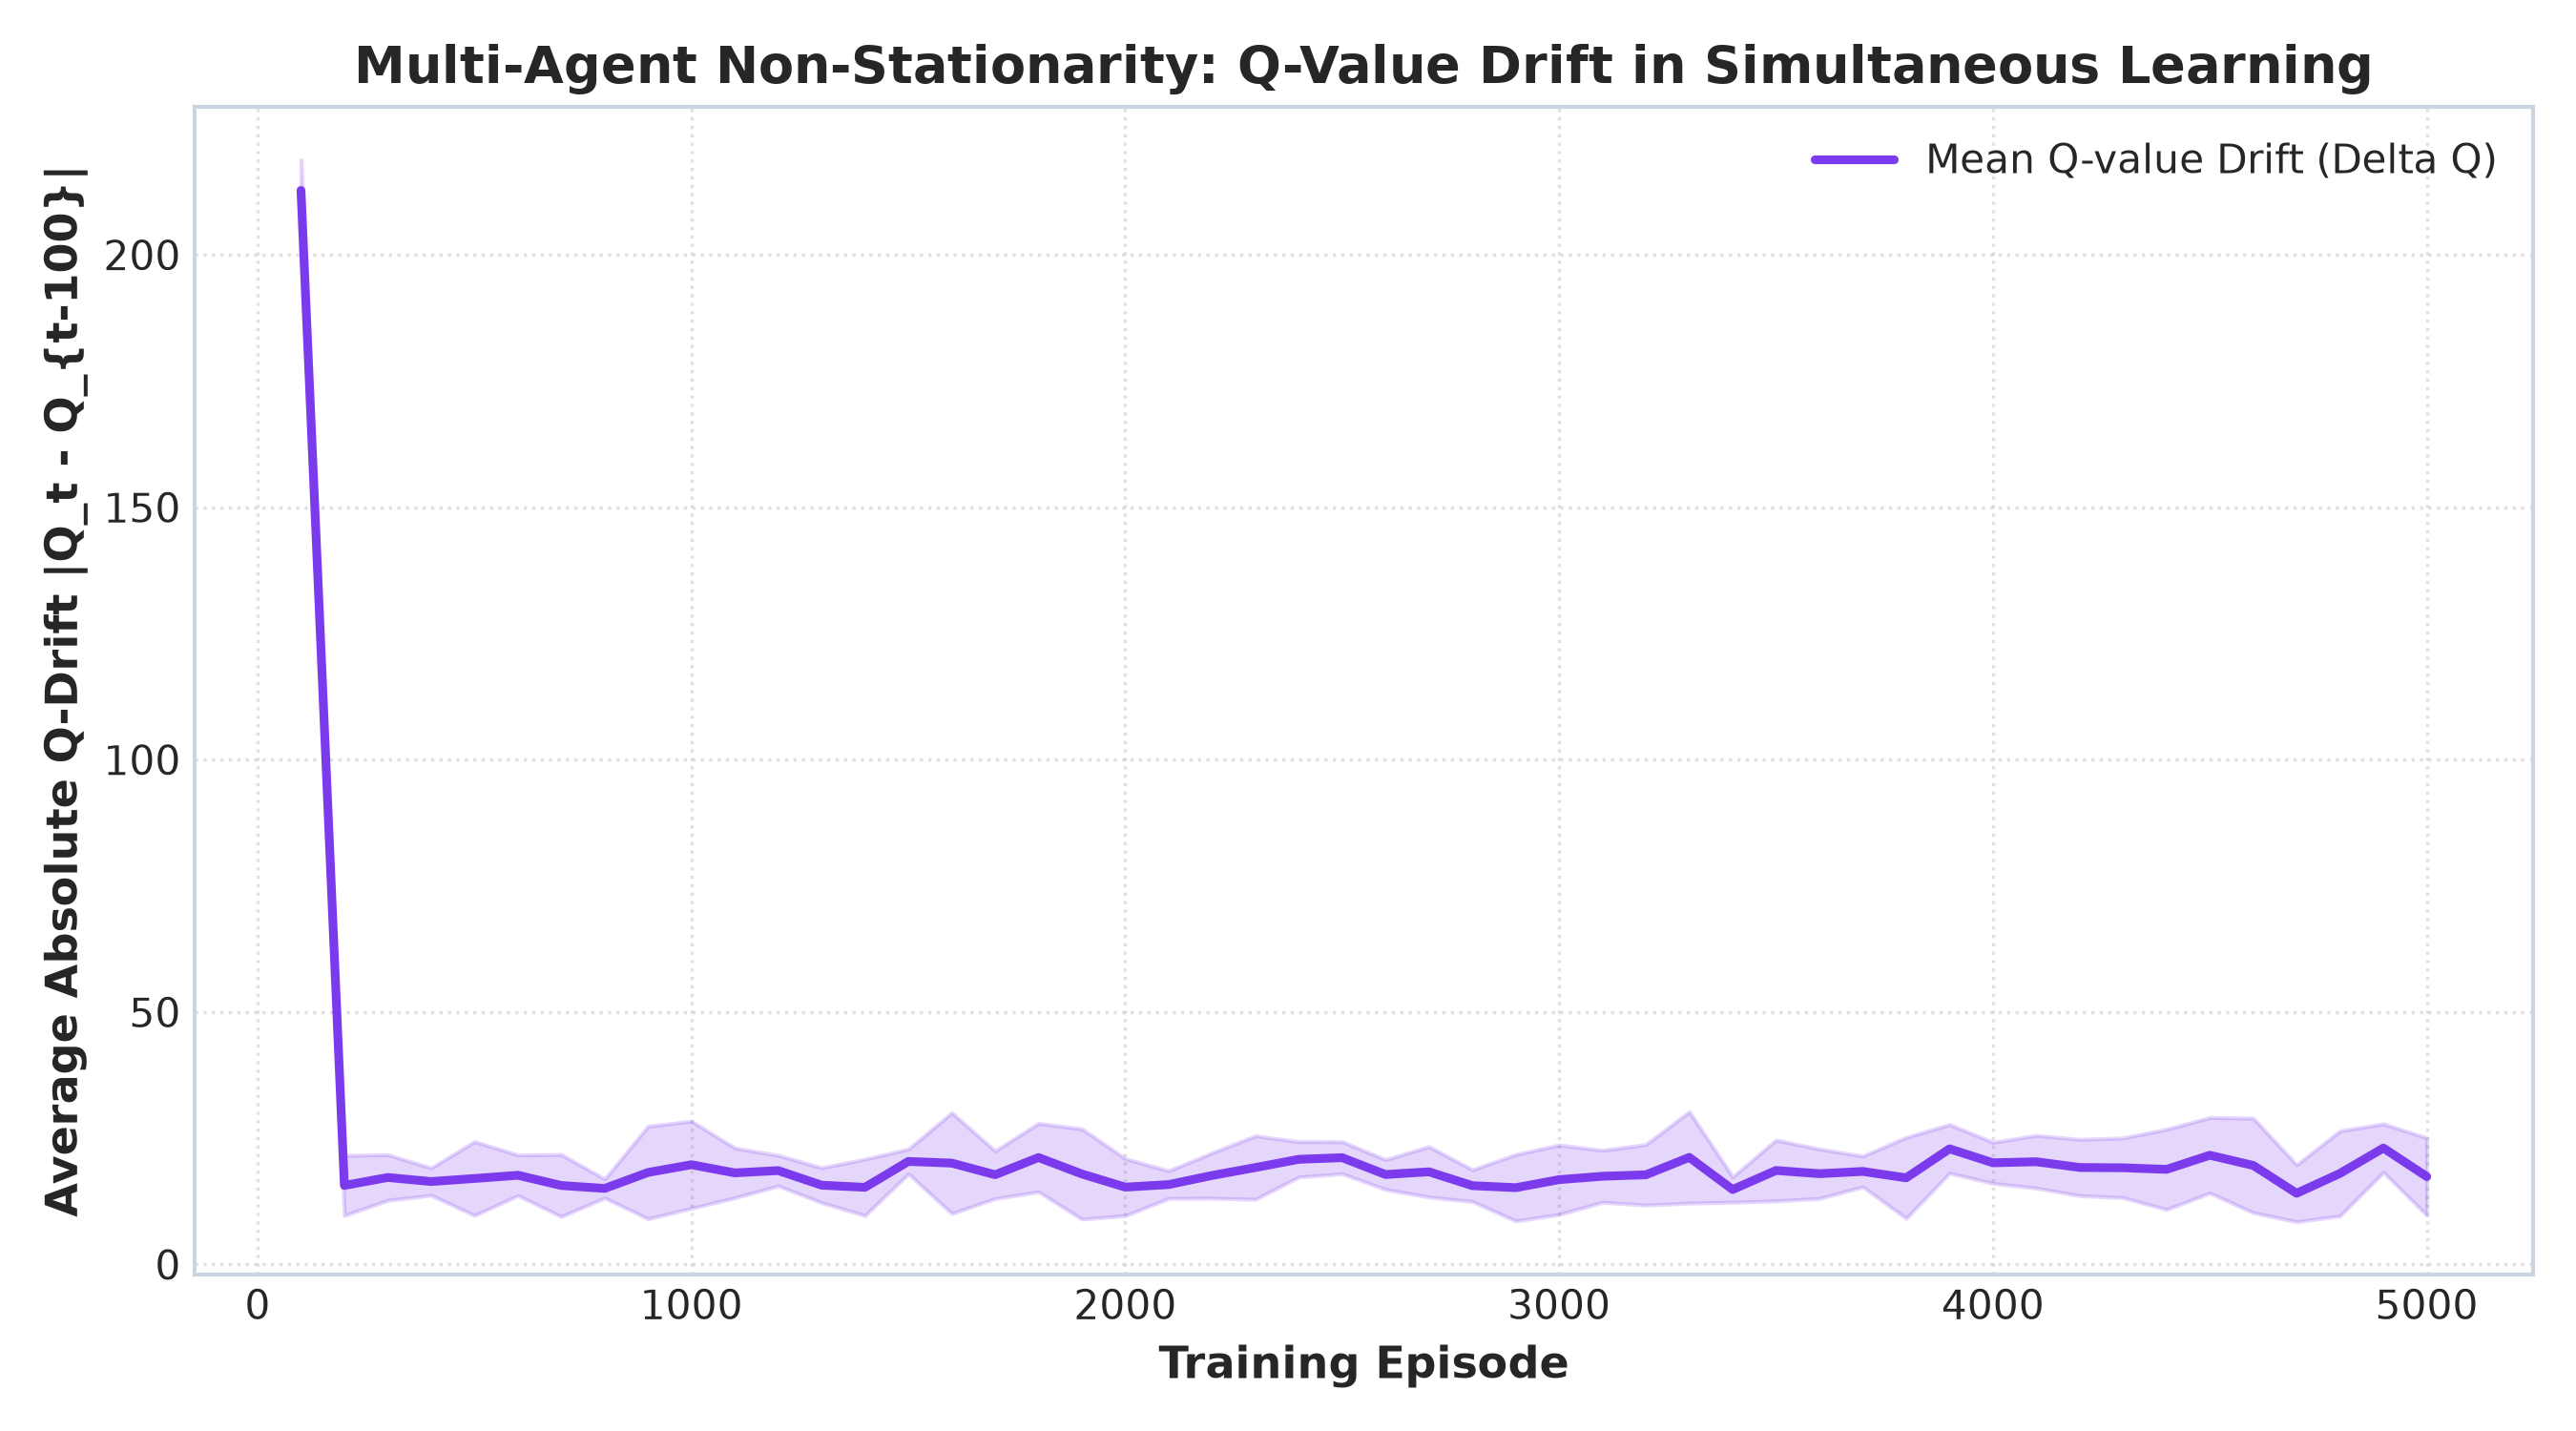 Multi-Agent Non-Stationarity: Q-Value Drift in Simultaneous Learning
Mean Q-value Drift (Delta Q)
Average Absolute Q-Drift |Q_t - Q_{t-100}|
200
150
100
50
0
0 1000 2000 3000 4000 5000
Training Episode